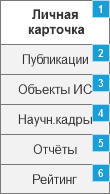 1
Личная
карточка
2
Публикации
3
Объекты ИС
4
Научн.кадры
5
Отчёты
6
Рейтинг